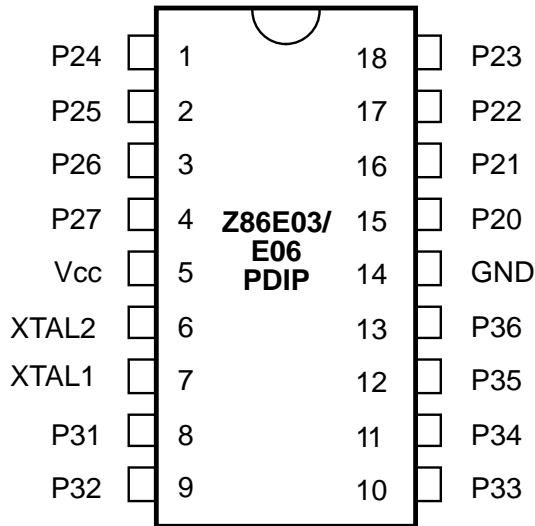 P24 1 18 P23
P25 2 17 P22
P26 3 16 P21
P27 4 Z86E03/ 15 P20
E06
Vcc 5 PDIP 14 GND
XTAL2 6 13 P36
XTAL1 7 12 P35
P31 8 11 P34
P32 9 10 P33